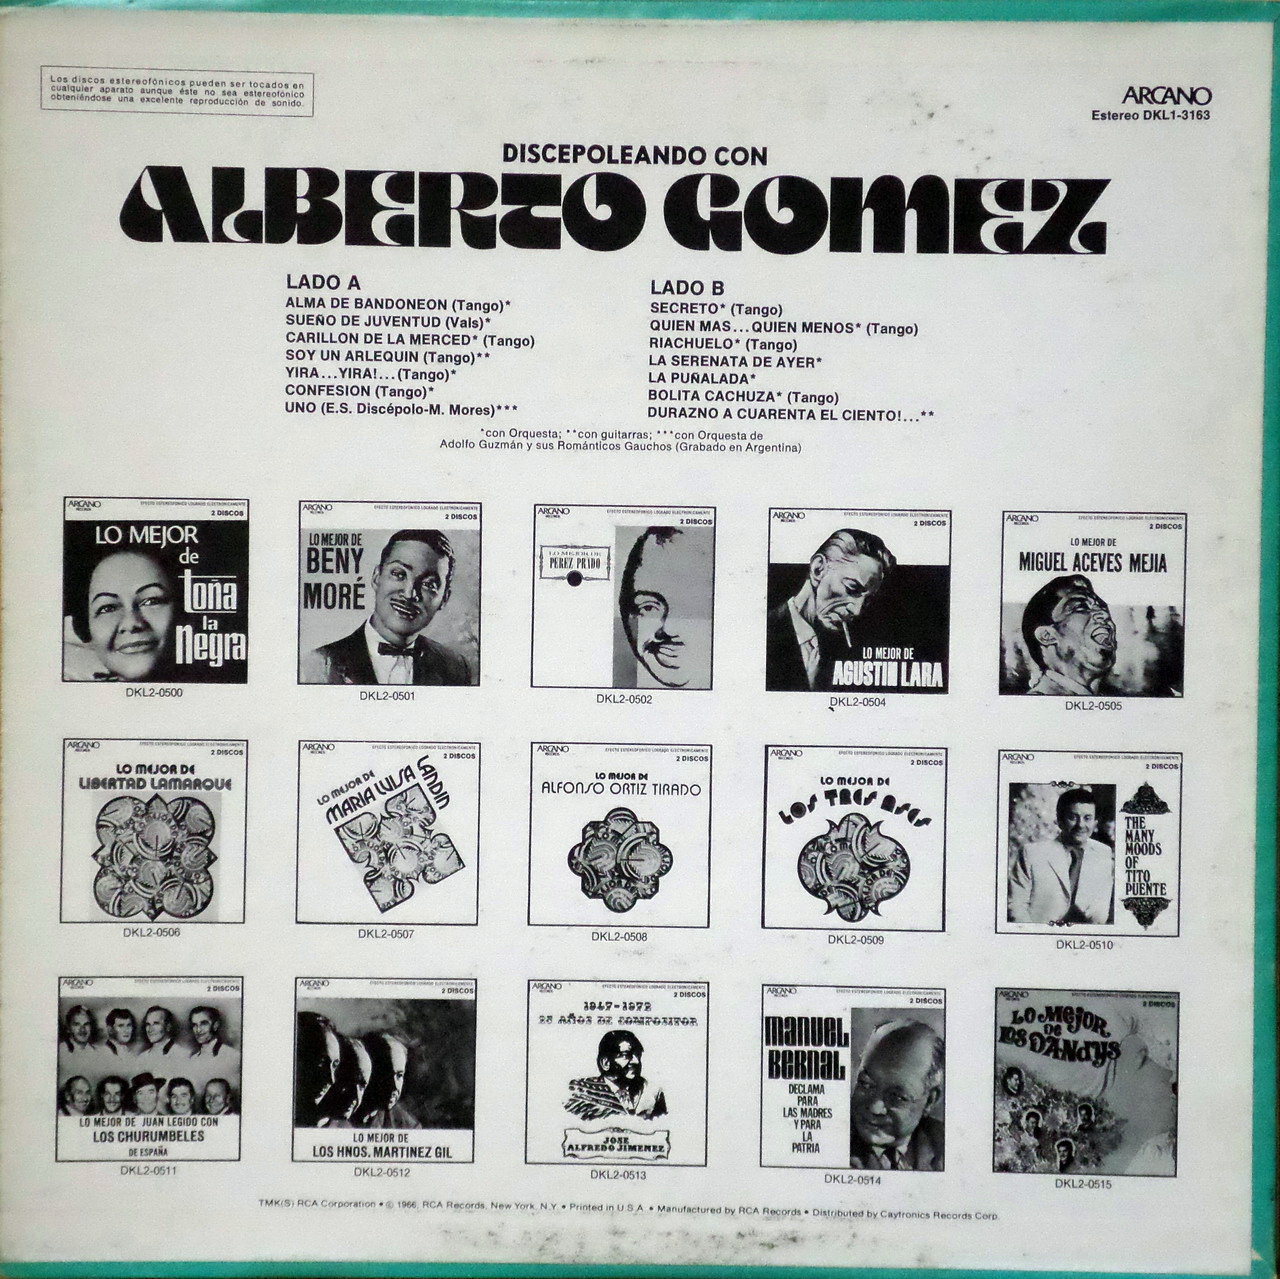 Los discos estereofónicos pueden ser tocados en
cualquier aparato aunque éste no sea estereofónico
obteniéndose una excelente reproducción de sonido.
ARCANO
Estereo DKL1-3163
DISCEPOLEANDO CON
ALBERTO GOMEZ
LADO A
ALMA DE BANDONEON (Tango)*
SUEÑO DE JUVENTUD (Vals)*
CARILLON DE LA MERCED* (Tango)
SOY UN ARLEQUIN (Tango)**
YIRA...YIRA!...(Tango)*
CONFESION (Tango)*
UNO (E.S. Discépolo-M. Mores)***
LADO B
SECRETO* (Tango)
QUIEN MAS...QUIEN MENOS* (Tango)
RIACHUELO* (Tango)
LA SERENATA DE AYER*
LA PUÑALADA*
BOLITA CACHUZA* (Tango)
DURAZNO A CUARENTA EL CIENTO!...**
*con Orquesta; **con guitarras; ***con Orquesta de
Adolfo Guzmán y sus Románticos Gauchos (Grabado en Argentina)
ARCANO
2 DISCOS
LO MEJOR
de
toña
la
Negra
DKL2-0500
ARCANO
2 DISCOS
LO MEJOR DE
BENY
MORÉ
DKL2-0501
ARCANO
2 DISCOS
LO MEJOR DE
PEREZ PRADO
DKL2-0502
ARCANO
2 DISCOS
LO MEJOR DE
AGUSTIN LARA
DKL2-0504
ARCANO
2 DISCOS
LO MEJOR DE
MIGUEL ACEVES MEJIA
DKL2-0505
ARCANO
2 DISCOS
LO MEJOR DE
LIBERTAD LAMARQUE
DKL2-0506
ARCANO
2 DISCOS
LO MEJOR DE
MARIA LUISA LANDIN
DKL2-0507
ARCANO
2 DISCOS
LO MEJOR DE
ALFONSO ORTIZ TIRADO
DKL2-0508
ARCANO
2 DISCOS
LO MEJOR DE
LOS TRES ASES
DKL2-0509
ARCANO
2 DISCOS
THE
MANY
MOODS
OF
TITO
PUENTE
DKL2-0510
ARCANO
2 DISCOS
LO MEJOR DE JUAN LEGIDO CON
LOS CHURUMBELES
DE ESPAÑA
DKL2-0511
ARCANO
2 DISCOS
LO MEJOR DE
LOS HNOS. MARTINEZ GIL
DKL2-0512
ARCANO
2 DISCOS
1947-1972
25 AÑOS DE COMPOSITOR
JOSE
ALFREDO JIMENEZ
DKL2-0513
ARCANO
2 DISCOS
MANUEL
BERNAL
DECLAMA
PARA
LAS MADRES
Y PARA
LA
PATRIA
DKL2-0514
ARCANO
2 DISCOS
LO MEJOR
DE
LOS DANDYS
DKL2-0515
TMK(S) RCA Corporation • © 1966, RCA Records, New York, N.Y. • Printed in U.S.A. • Manufactured by RCA Records • Distributed by Caytronics Records Corp.